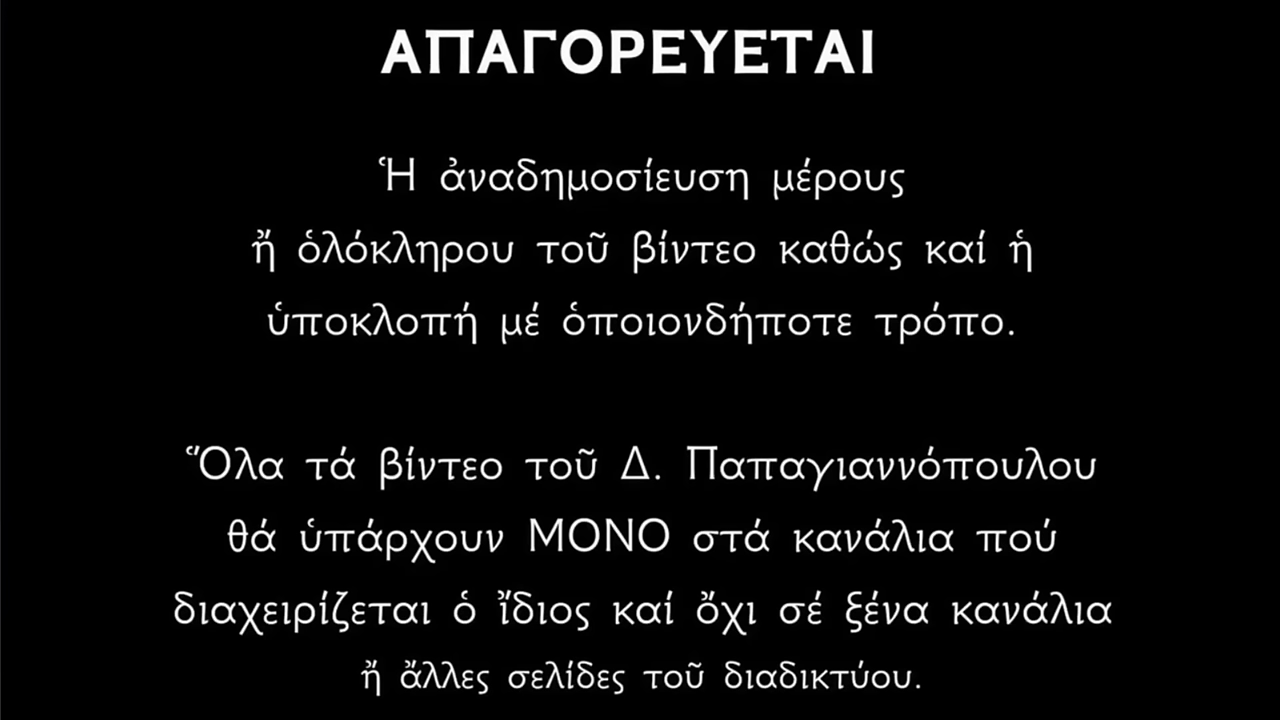 ΑΠΑΓΟΡΕΥΕΤΑΙ
Ἡ ἀναδημοσίευση μέρους
ἤ ὁλόκληρου τοῦ βίντεο καθώς καί ἡ
ὑποκλοπή μέ ὁποιονδήποτε τρόπο.
Ὅλα τά βίντεο τοῦ Δ. Παπαγιαννόπουλου
θά ὑπάρχουν ΜΟΝΟ στά κανάλια πού
διαχειρίζεται ὁ ἴδιος καί ὄχι σέ ξένα κανάλια
ἤ ἄλλες σελίδες τοῦ διαδικτύου.